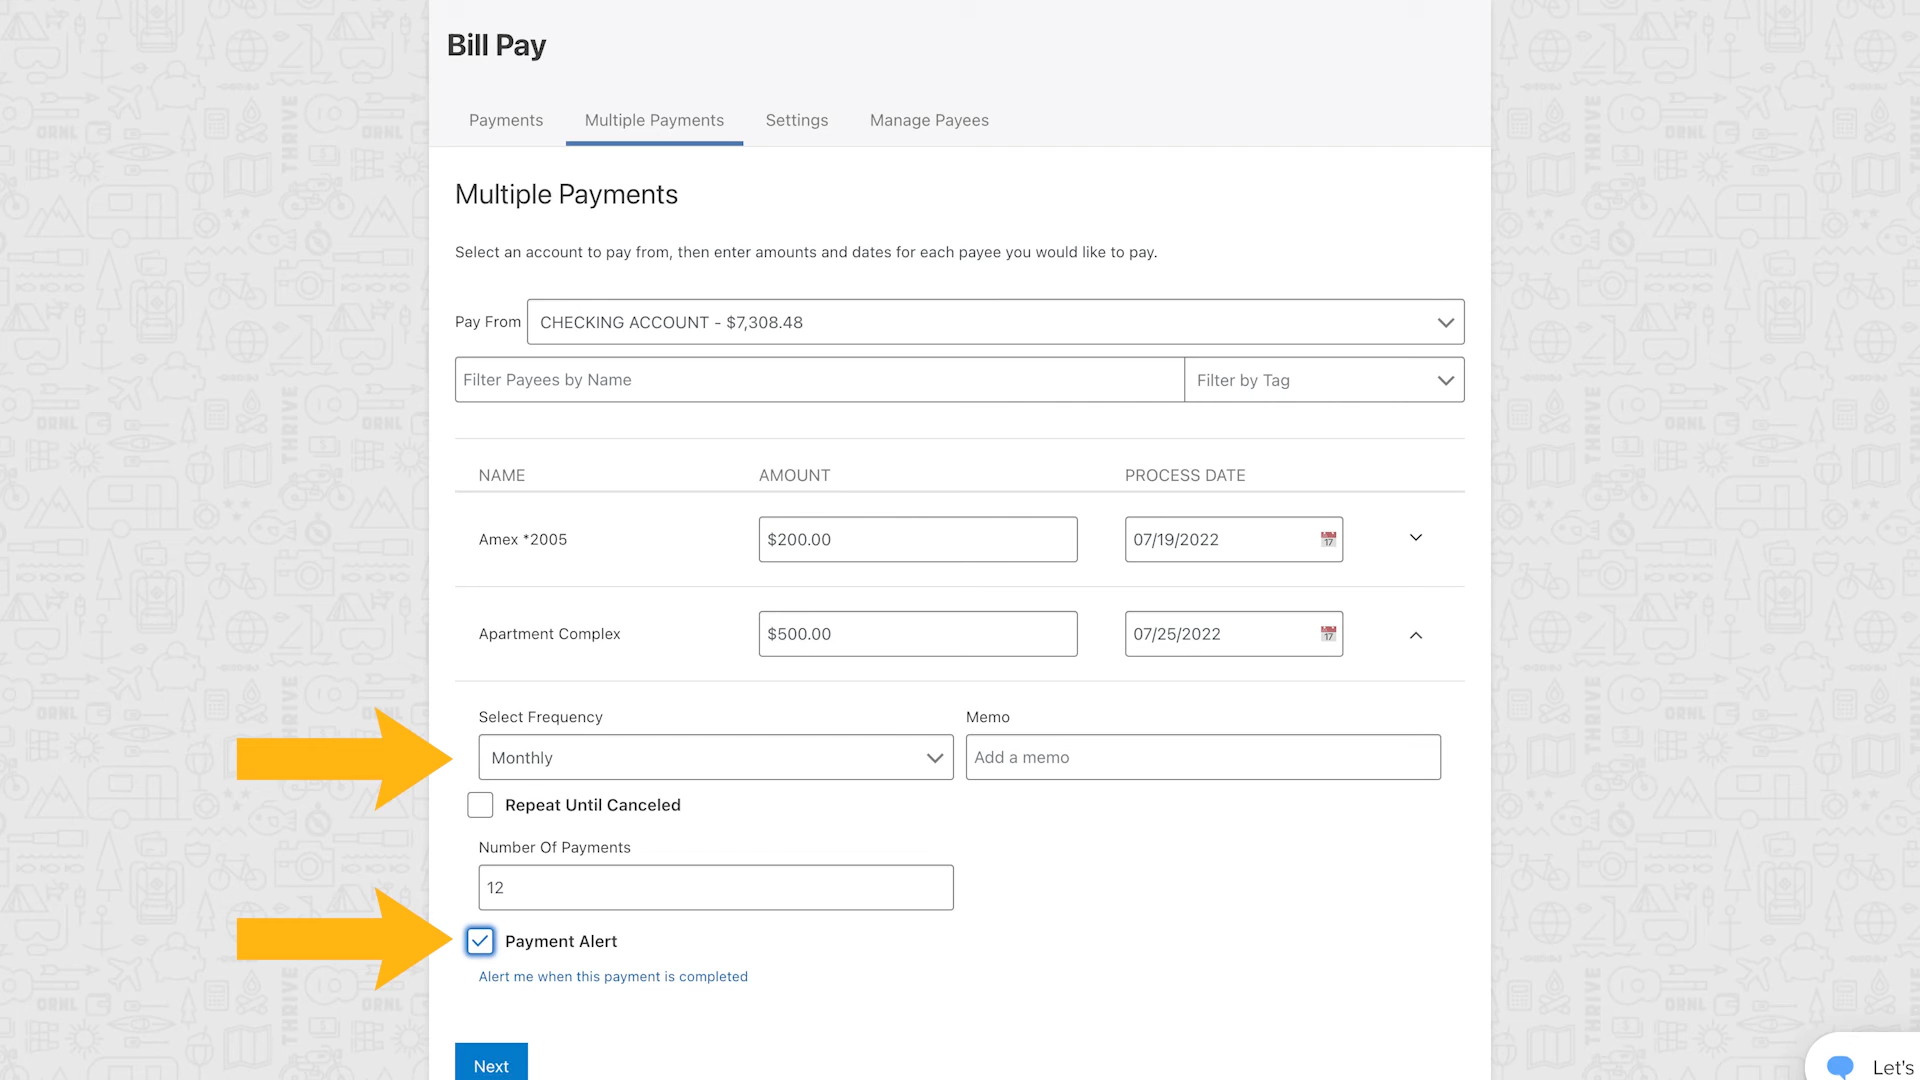 Bill Pay
Payments Multiple Payments Settings Manage Payees
Multiple Payments
Select an account to pay from, then enter amounts and dates for each payee you would like to pay.
Pay From CHECKING ACCOUNT - $7,308.48
Filter Payees by Name Filter by Tag
NAME AMOUNT PROCESS DATE
Amex *2005 $200.00 07/19/2022
Apartment Complex $500.00 07/25/2022
Select Frequency Memo
Monthly Add a memo
Repeat Until Canceled
Number Of Payments
12
Payment Alert
Alert me when this payment is completed
Next
Let's
THRIVE
ORNL